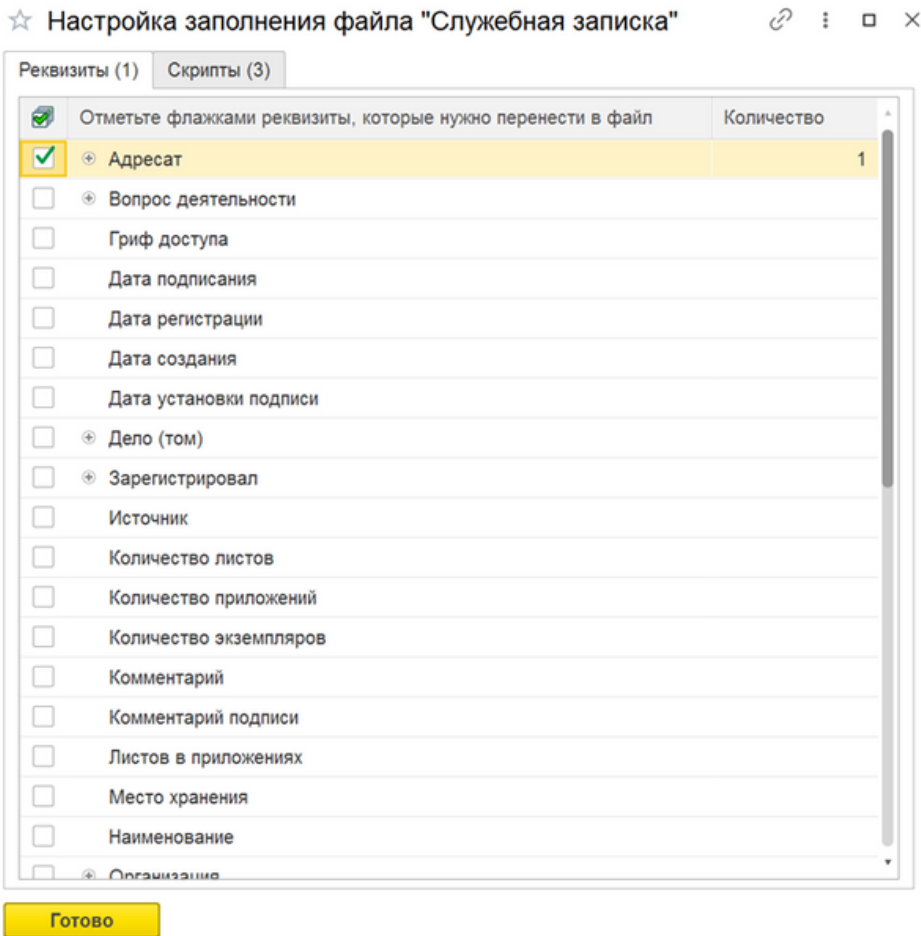 Настройка заполнения файла "Служебная записка"
Реквизиты (1) Скрипты (3)
Отметьте флажками реквизиты, которые нужно перенести в файл Количество
Адресат 1
Вопрос деятельности
Гриф доступа
Дата подписания
Дата регистрации
Дата создания
Дата установки подписи
Дело (том)
Зарегистрировал
Источник
Количество листов
Количество приложений
Количество экземпляров
Комментарий
Комментарий подписи
Листов в приложениях
Место хранения
Наименование
Организация
Готово